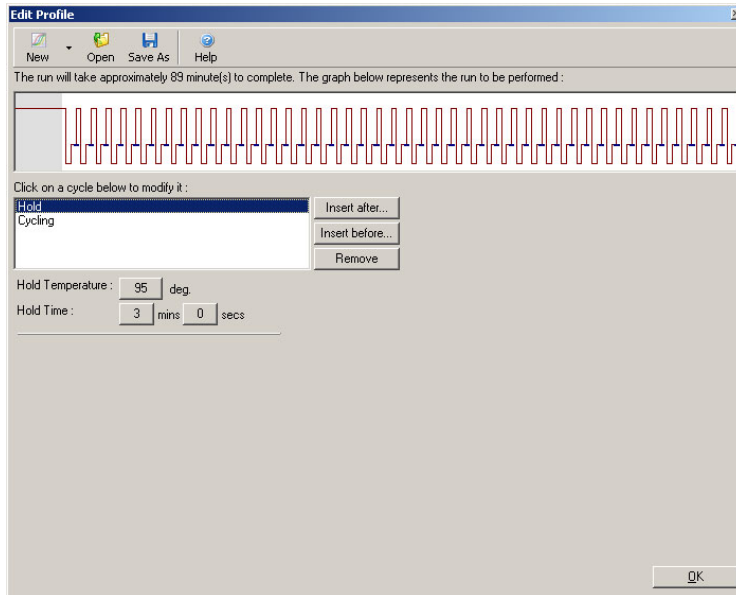 Edit Profile
New Open Save As Help
The run will take approximately 89 minute(s) to complete. The graph below represents the run to be performed :
Click on a cycle below to modify it :
Hold
Cycling
Insert after...
Insert before...
Remove
Hold Temperature : 95 deg.
Hold Time : 3 mins 0 secs
OK